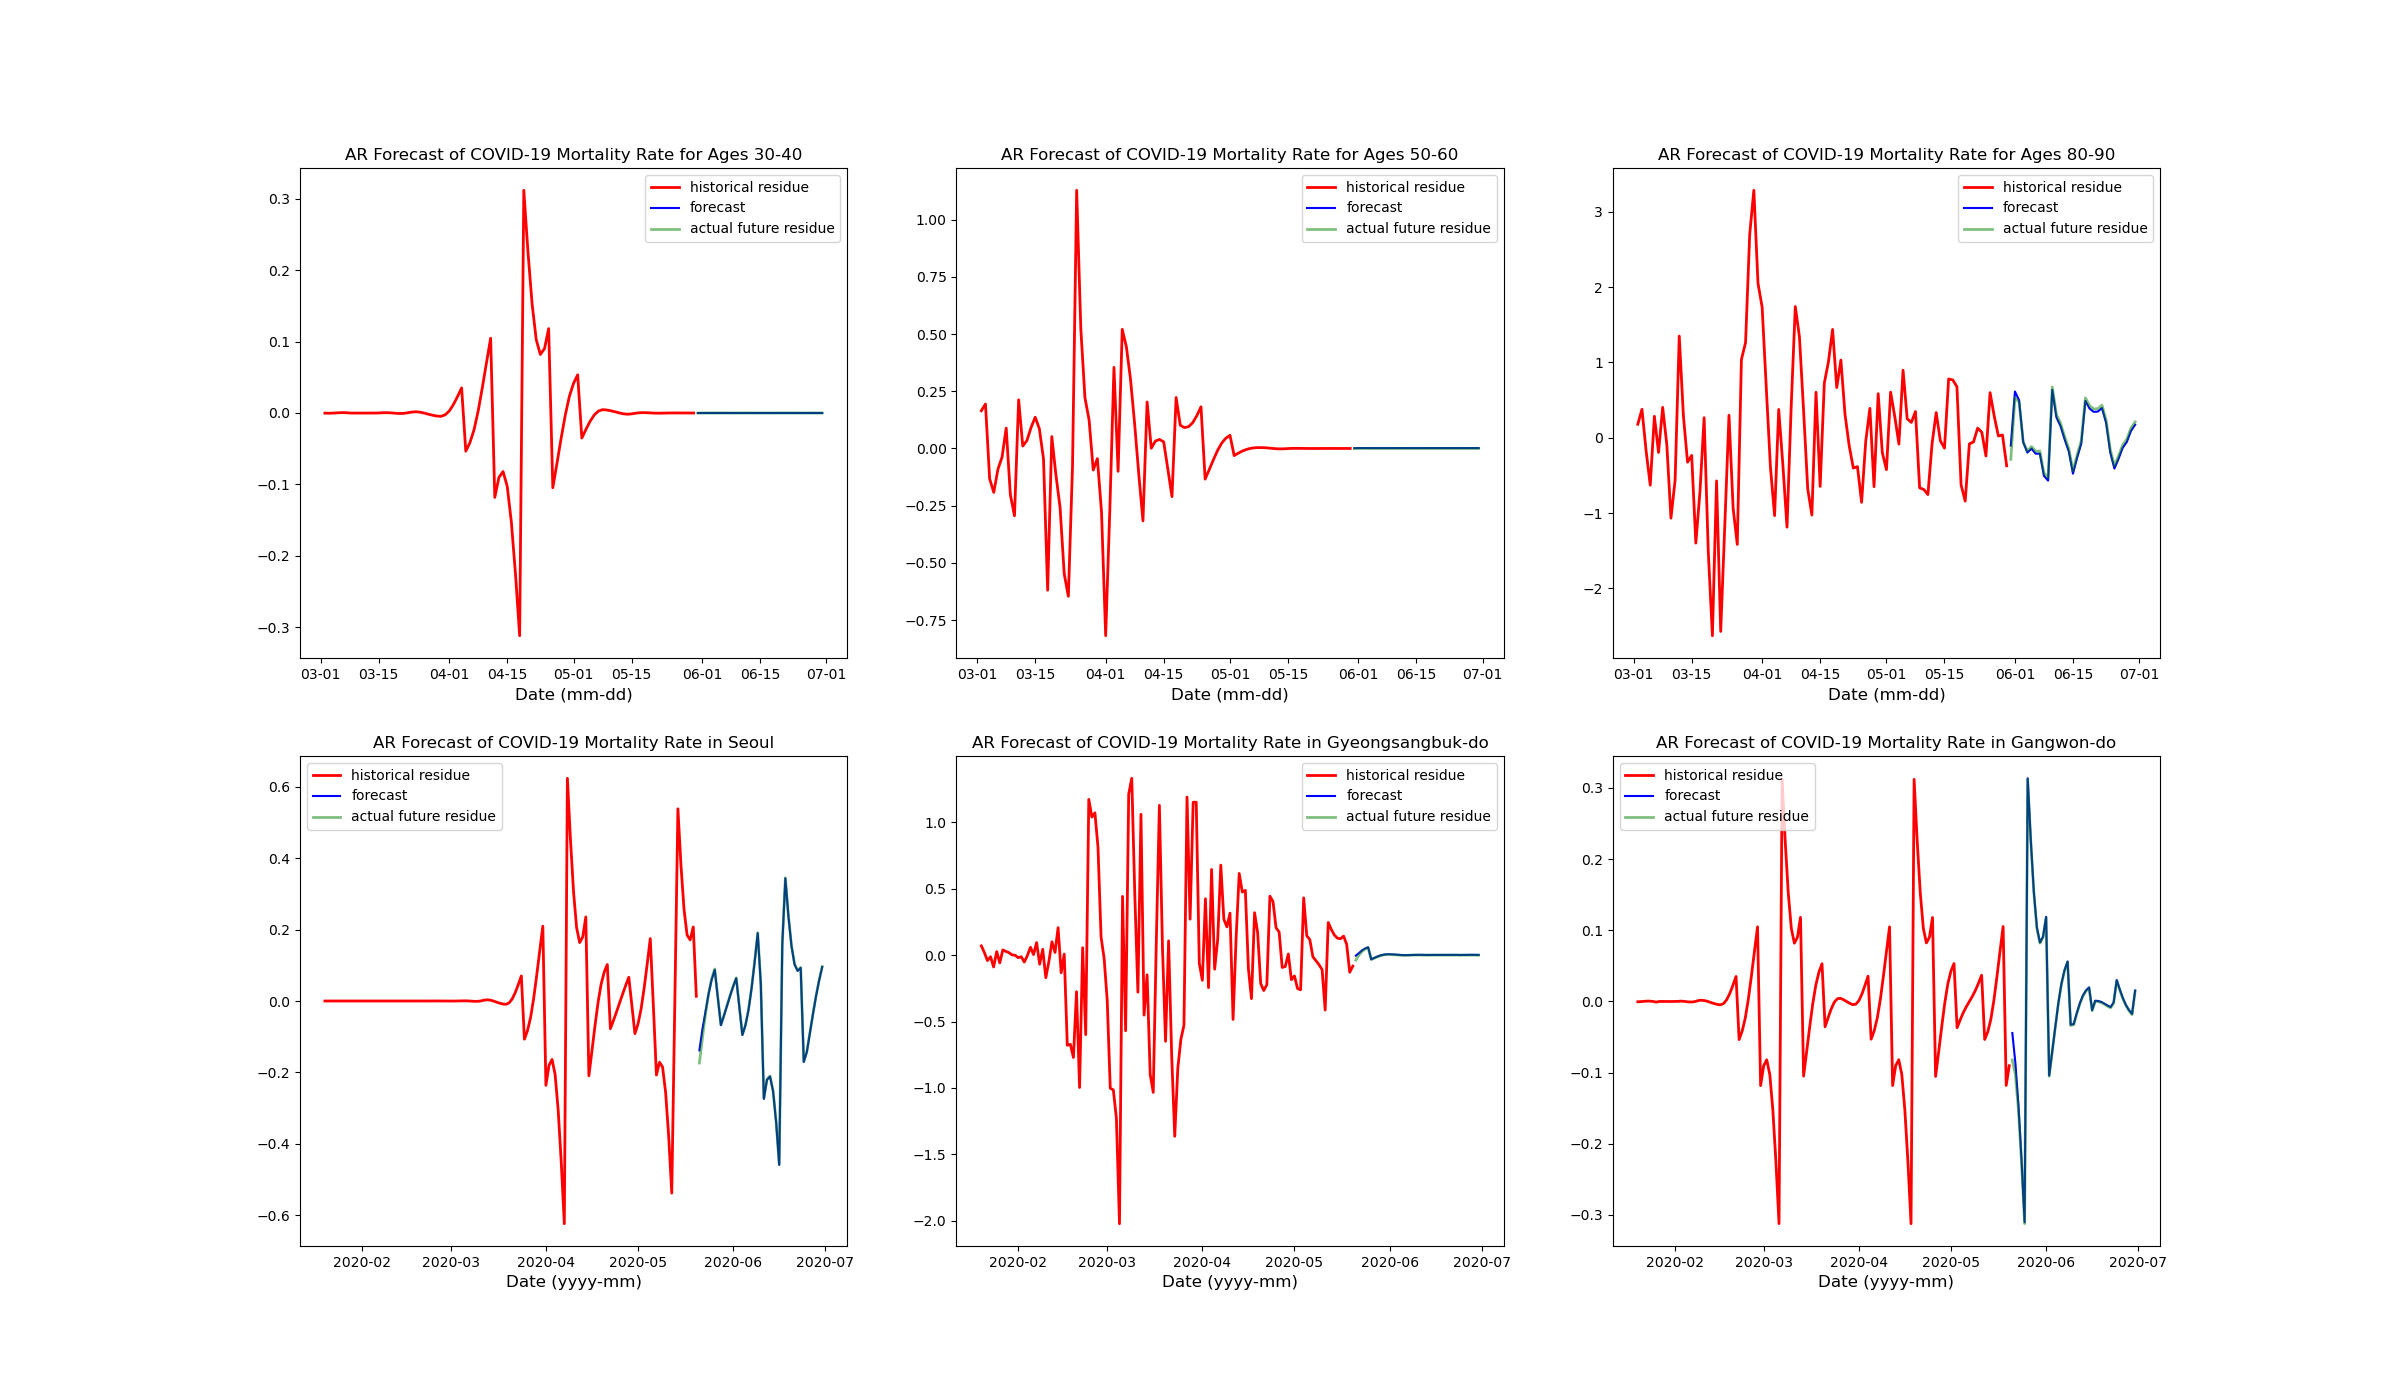 AR Forecast of COVID-19 Mortality Rate for Ages 30-40
historical residue
forecast
actual future residue
0.3
0.2
0.1
0.0
−0.1
−0.2
−0.3
03-01 03-15 04-01 04-15 05-01 05-15 06-01 06-15 07-01
Date (mm-dd)
AR Forecast of COVID-19 Mortality Rate for Ages 50-60
historical residue
forecast
actual future residue
1.00
0.75
0.50
0.25
0.00
−0.25
−0.50
−0.75
03-01 03-15 04-01 04-15 05-01 05-15 06-01 06-15 07-01
Date (mm-dd)
AR Forecast of COVID-19 Mortality Rate for Ages 80-90
historical residue
forecast
actual future residue
3
2
1
0
−1
−2
03-01 03-15 04-01 04-15 05-01 05-15 06-01 06-15 07-01
Date (mm-dd)
AR Forecast of COVID-19 Mortality Rate in Seoul
historical residue
forecast
actual future residue
0.6
0.4
0.2
0.0
−0.2
−0.4
−0.6
2020-02 2020-03 2020-04 2020-05 2020-06 2020-07
Date (yyyy-mm)
AR Forecast of COVID-19 Mortality Rate in Gyeongsangbuk-do
historical residue
forecast
actual future residue
1.0
0.5
0.0
−0.5
−1.0
−1.5
−2.0
2020-02 2020-03 2020-04 2020-05 2020-06 2020-07
Date (yyyy-mm)
AR Forecast of COVID-19 Mortality Rate in Gangwon-do
historical residue
forecast
actual future residue
0.3
0.2
0.1
0.0
−0.1
−0.2
−0.3
2020-02 2020-03 2020-04 2020-05 2020-06 2020-07
Date (yyyy-mm)